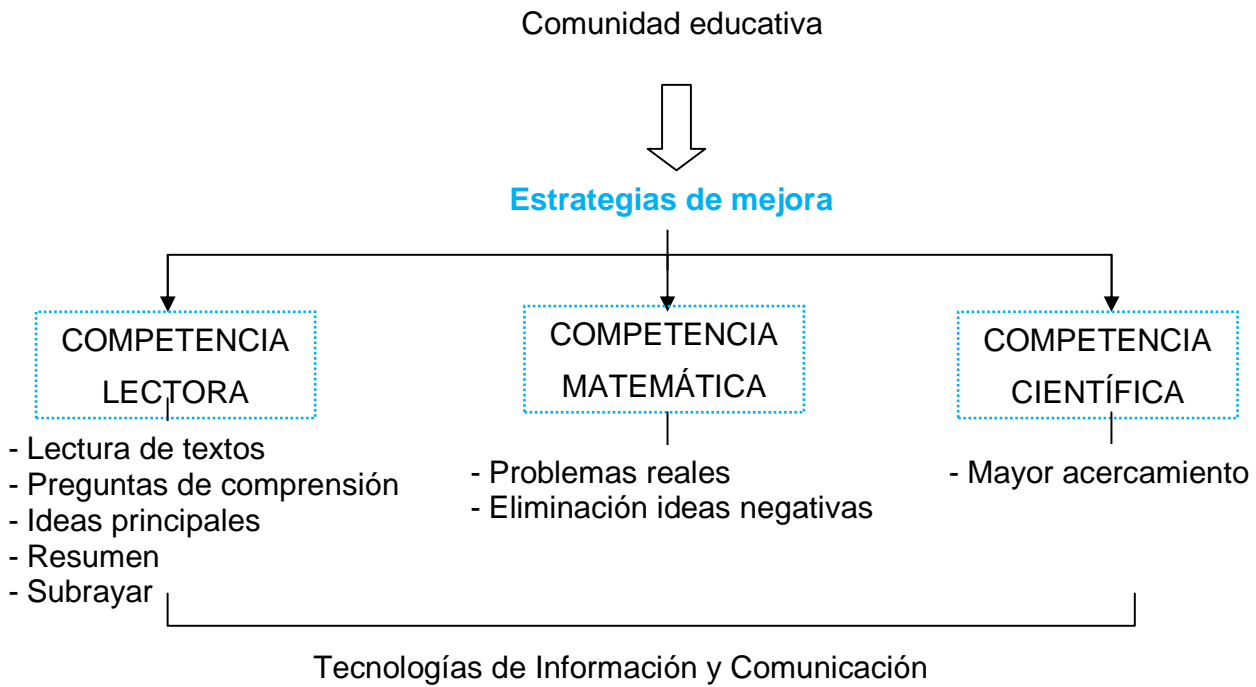 Comunidad educativa
Estrategias de mejora
COMPETENCIA
LECTORA
- Lectura de textos
- Preguntas de comprensión
- Ideas principales
- Resumen
- Subrayar
COMPETENCIA
MATEMÁTICA
- Problemas reales
- Eliminación ideas negativas
COMPETENCIA
CIENTÍFICA
- Mayor acercamiento
Tecnologías de Información y Comunicación